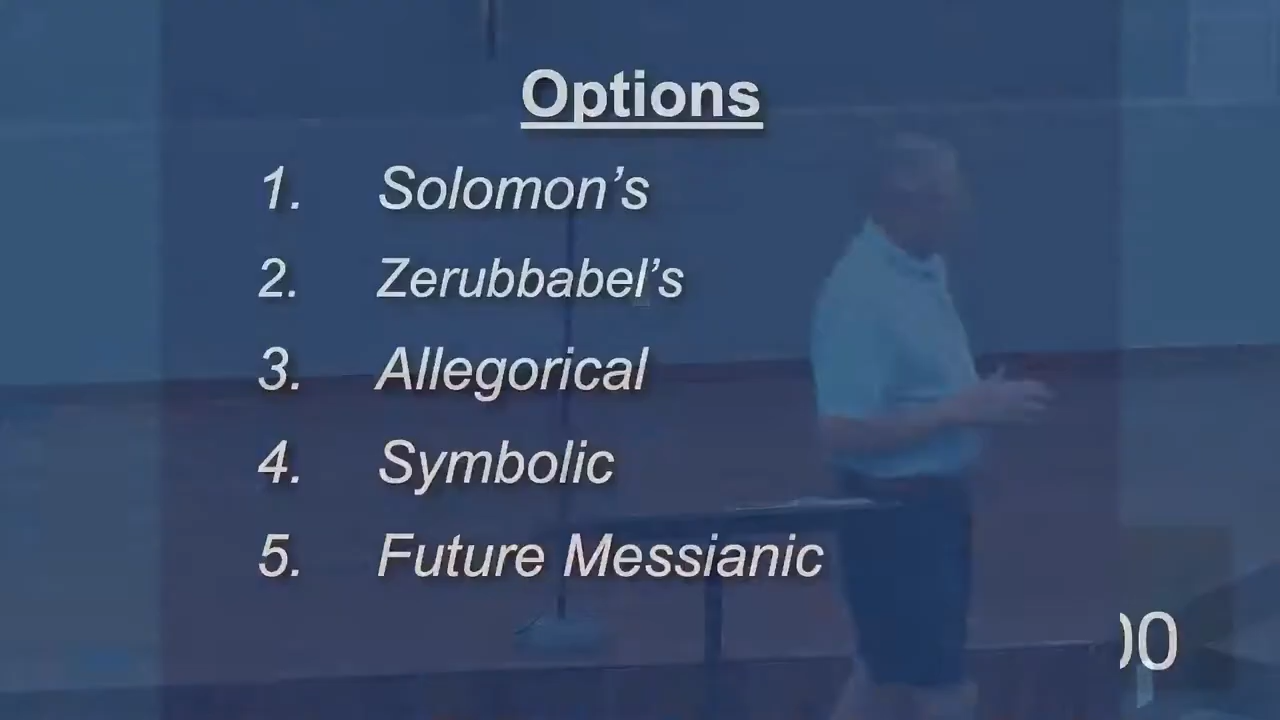 Options
1. Solomon's
2. Zerubbabel's
3. Allegorical
4. Symbolic
5. Future Messianic